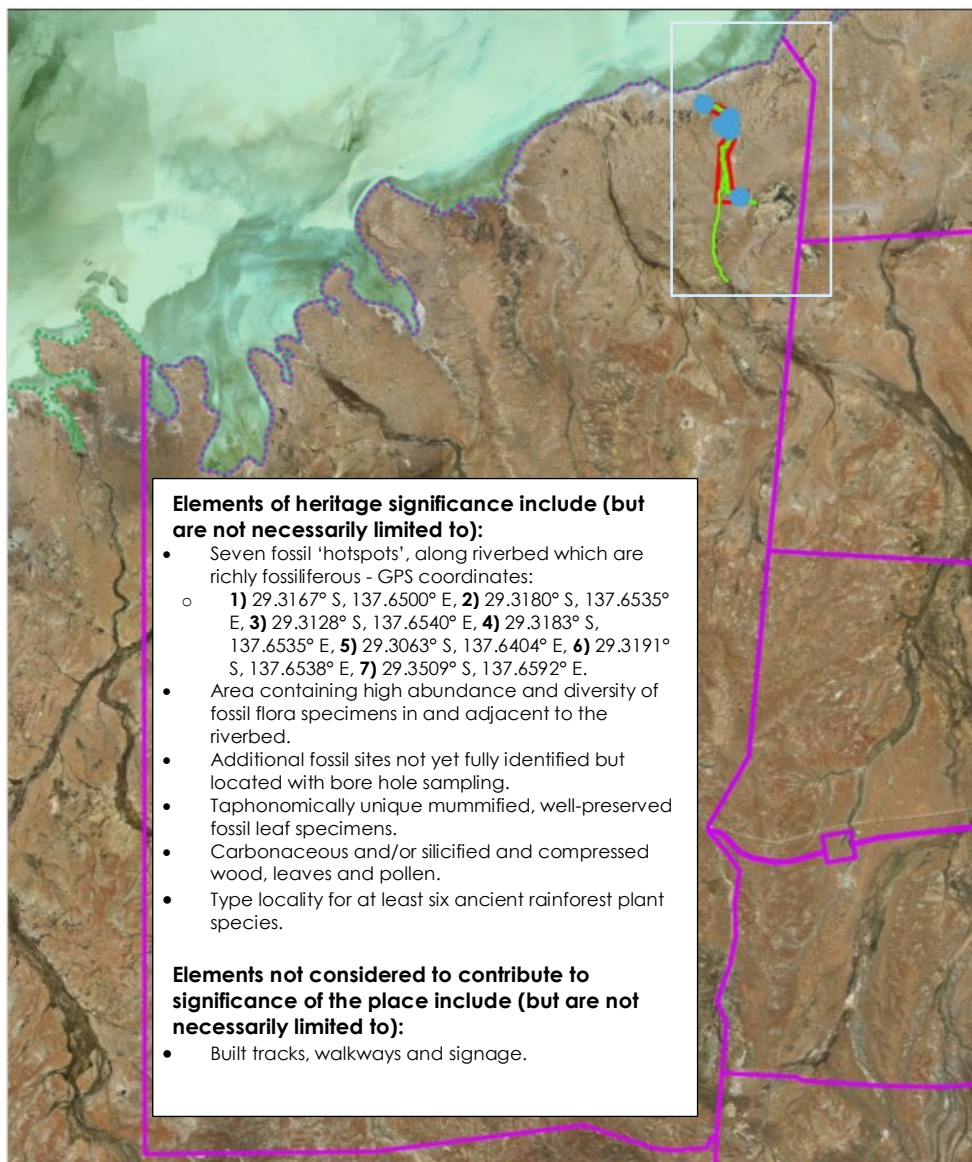 Elements of heritage significance include (but
are not necessarily limited to):
• Seven fossil ‘hotspots’, along riverbed which are
richly fossiliferous - GPS coordinates:
o 1) 29.3167° S, 137.6500° E, 2) 29.3180° S, 137.6535°
E, 3) 29.3128° S, 137.6540° E, 4) 29.3183° S,
137.6535° E, 5) 29.3063° S, 137.6404° E, 6) 29.3191°
S, 137.6538° E, 7) 29.3509° S, 137.6592° E.
• Area containing high abundance and diversity of
fossil flora specimens in and adjacent to the
riverbed.
• Additional fossil sites not yet fully identified but
located with bore hole sampling.
• Taphonomically unique mummified, well-preserved
fossil leaf specimens.
• Carbonaceous and/or silicified and compressed
wood, leaves and pollen.
• Type locality for at least six ancient rainforest plant
species.
Elements not considered to contribute to
significance of the place include (but are not
necessarily limited to):
• Built tracks, walkways and signage.